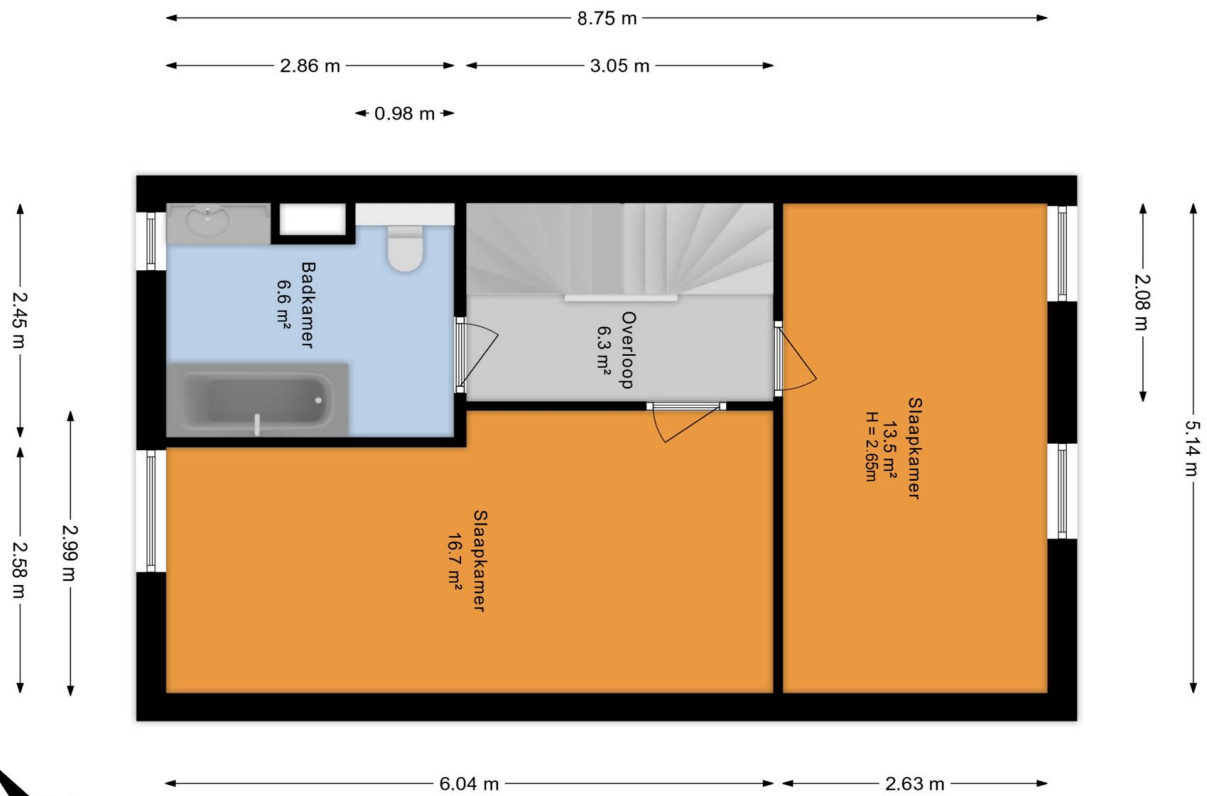 8.75 m
2.86 m
3.05 m
0.98 m
Badkamer
6.6 m²
Overloop
6.3 m²
Slaapkamer
13.5 m²
H = 2.65m
Slaapkamer
16.7 m²
2.45 m
2.58 m
2.99 m
2.08 m
5.14 m
6.04 m
2.63 m